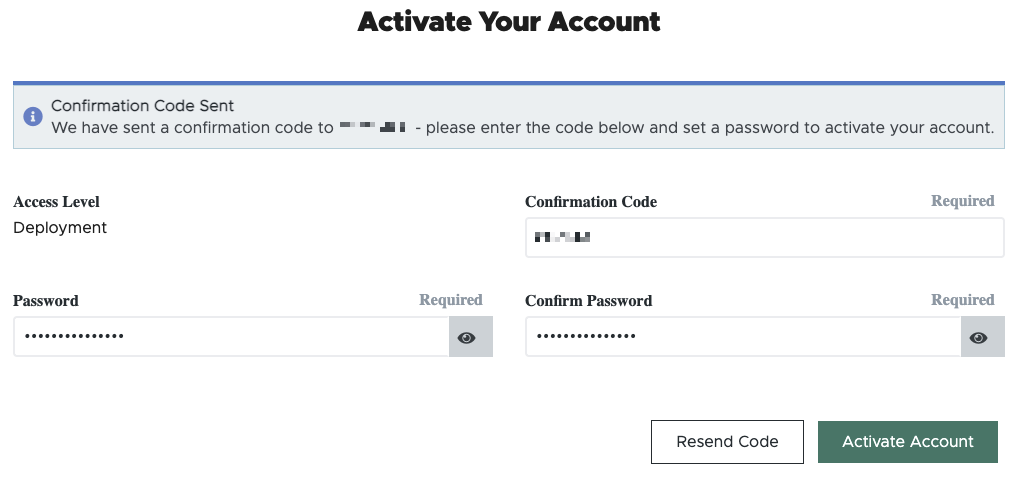 Activate Your Account
Confirmation Code Sent
We have sent a confirmation code to - please enter the code below and set a password to activate your account.
Access Level
Deployment
Confirmation Code Required
Password Required
Confirm Password Required
•••••••••••••••
•••••••••••••••
Resend Code
Activate Account